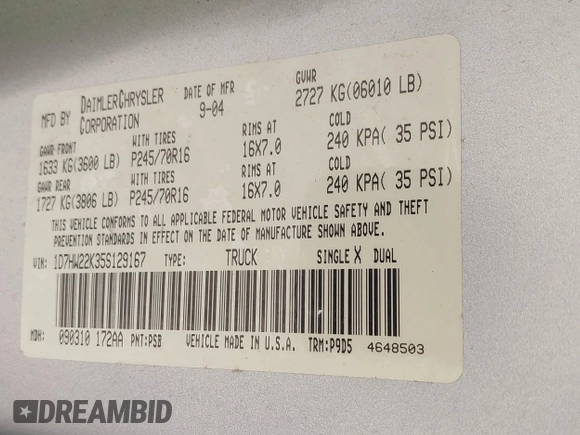 MFD BY DAIMLERCHRYSLER CORPORATION DATE OF MFR 9-04 GVWR 2727 KG(06010 LB)
GAWR FRONT WITH TIRES RIMS AT COLD
1633 KG(3600 LB) P245/70R16 16X7.0 240 KPA( 35 PSI)
GAWR REAR WITH TIRES RIMS AT COLD
1727 KG(3806 LB) P245/70R16 16X7.0 240 KPA( 35 PSI)
THIS VEHICLE CONFORMS TO ALL APPLICABLE FEDERAL MOTOR VEHICLE SAFETY AND THEFT
PREVENTION STANDARDS IN EFFECT ON THE DATE OF MANUFACTURE SHOWN ABOVE.
VIN: 1D7HW22K35S129167 TYPE: TRUCK SINGLE X DUAL
MDH: 090310 172AA PNT:PSB VEHICLE MADE IN U.S.A. TRM:P9D5 4648503
DREAMBID